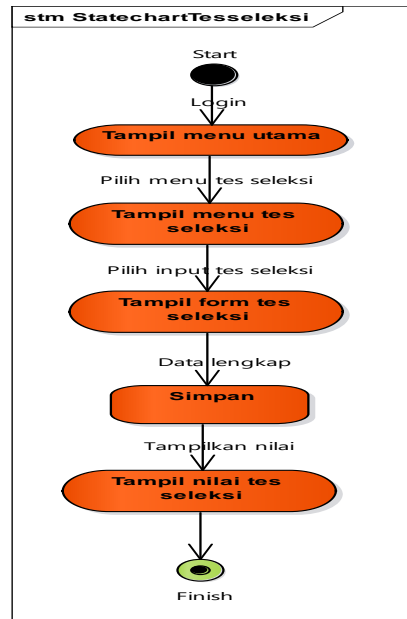 stm StatechartTesseleksi
Start
Login
Tampil menu utama
Pilih menu tes seleksi
Tampil menu tes
seleksi
Pilih input tes seleksi
Tampil form tes
seleksi
Data lengkap
Simpan
Tampilkan nilai
Tampil nilai tes
seleksi
Finish